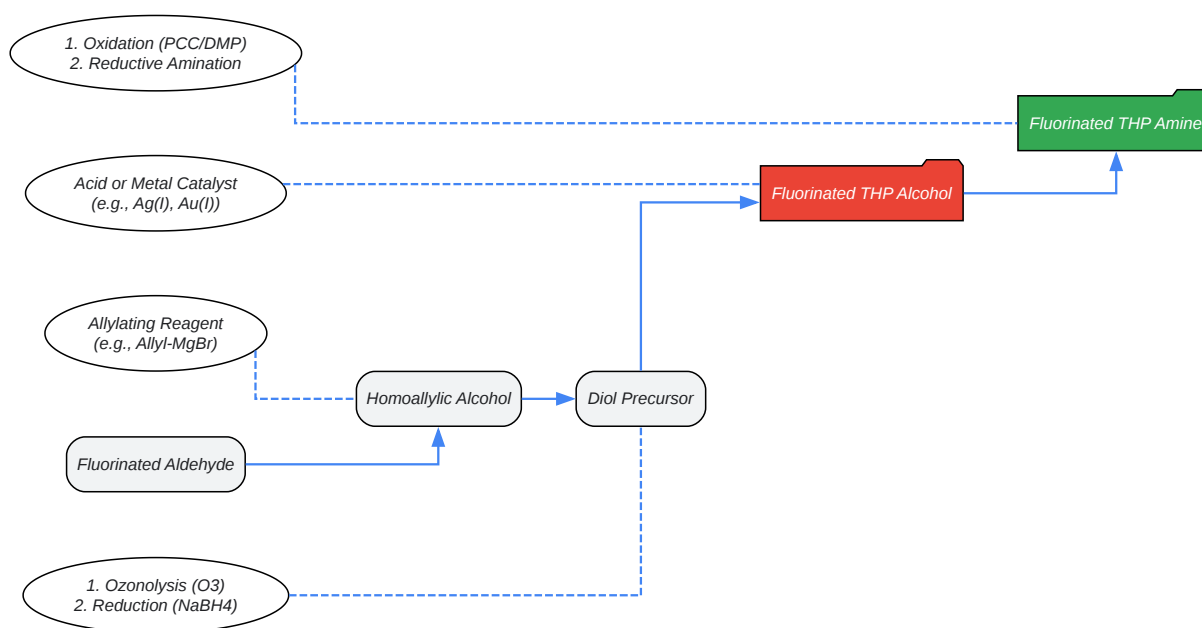 1. Oxidation (PCC/DMP)
2. Reductive Amination
Fluorinated THP Amine
Acid or Metal Catalyst
(e.g., Ag(I), Au(I))
Fluorinated THP Alcohol
Allylating Reagent
(e.g., Allyl-MgBr)
Homoallylic Alcohol
Diol Precursor
Fluorinated Aldehyde
1. Ozonolysis (O3)
2. Reduction (NaBH4)